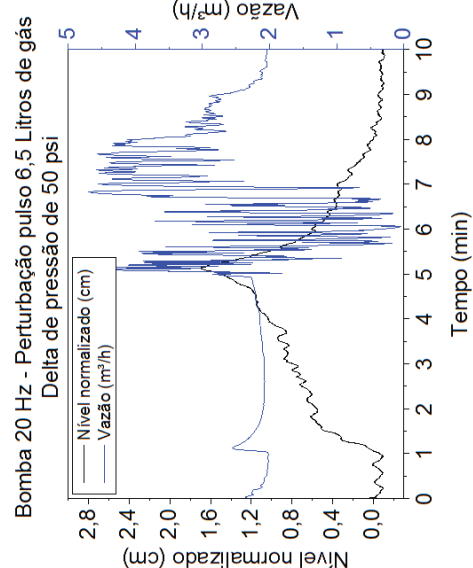 Bomba 20 Hz - Perturbação pulso 6,5 Litros de gás
Delta de pressão de 50 psi
Nível normalizado (cm)
Vazão (m³/h)
Nível normalizado (cm)
2,8
2,4
2,0
1,6
1,2
0,8
0,4
0,0
Vazão
(m³/h)
5
4
3
2
1
0
0 1 2 3 4 5 6 7 8 9 10
Tempo (min)